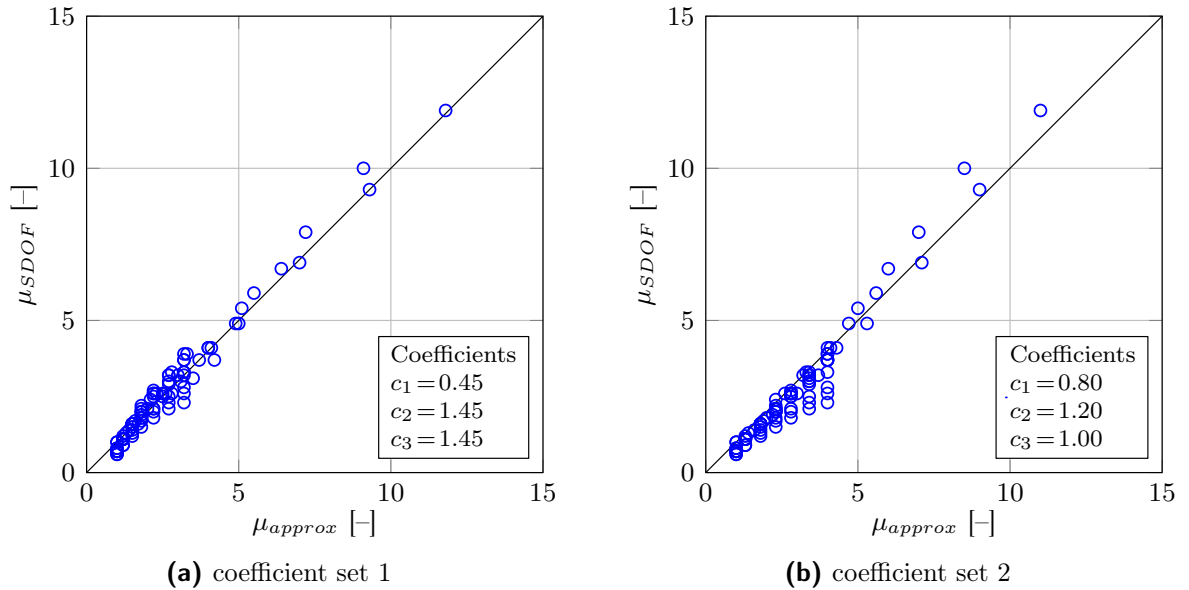 15
10
5
0
0
5
10
15
μSDOF [–]
μapprox [–]
Coefficients
c1 = 0.45
c2 = 1.45
c3 = 1.45
(a) coefficient set 1
15
10
5
0
0
5
10
15
μSDOF [–]
μapprox [–]
Coefficients
c1 = 0.80
c2 = 1.20
c3 = 1.00
(b) coefficient set 2